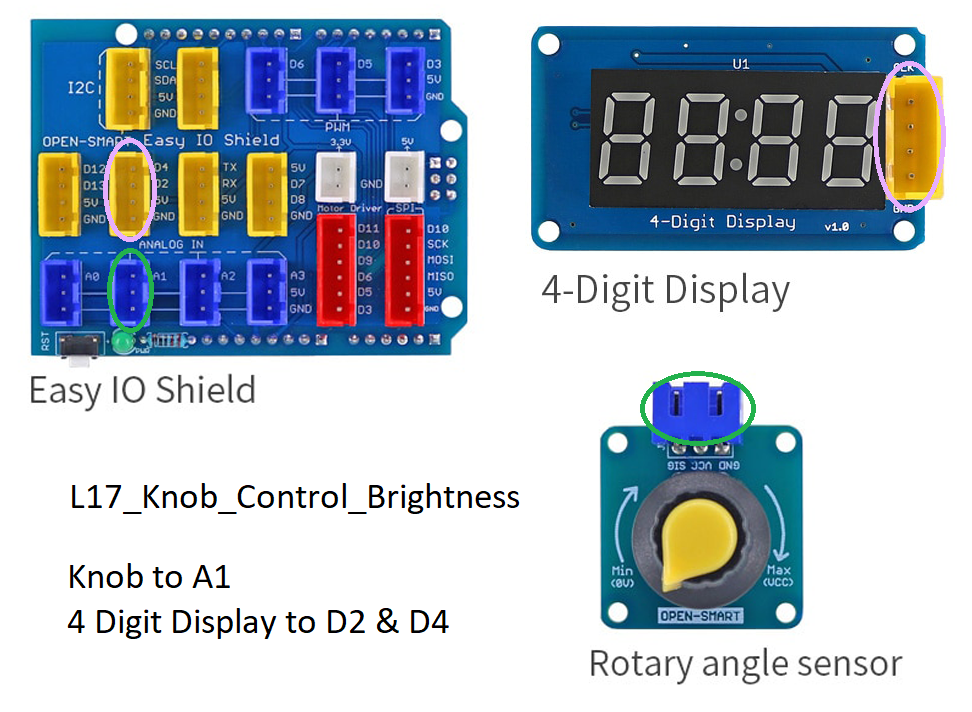 SCL
SDA
5V
GND
I2C
D6
D5
D3
5V
GND
PWM
OPEN-SMART Easy IO Shield
3.3V
5V
GND
D12
D13
5V
GND
D4
D2
5V
GND
TX
RX
5V
GND
5V
D7
D8
GND
Motor Driver
SPI
ANALOG IN
D11
D10
D9
D6
D5
D3
D10
SCK
MOSI
MISO
5V
GND
A0
A1
A2
A3
5V
GND
RST
PWR
Easy IO Shield
U1
CLK
GND
4-Digit Display
v1.0
4-Digit Display
L17_Knob_Control_Brightness
Knob to A1
4 Digit Display to D2 & D4
SIG VCC GND
Min
(0V)
Max
(VCC)
OPEN-SMART
Rotary angle sensor